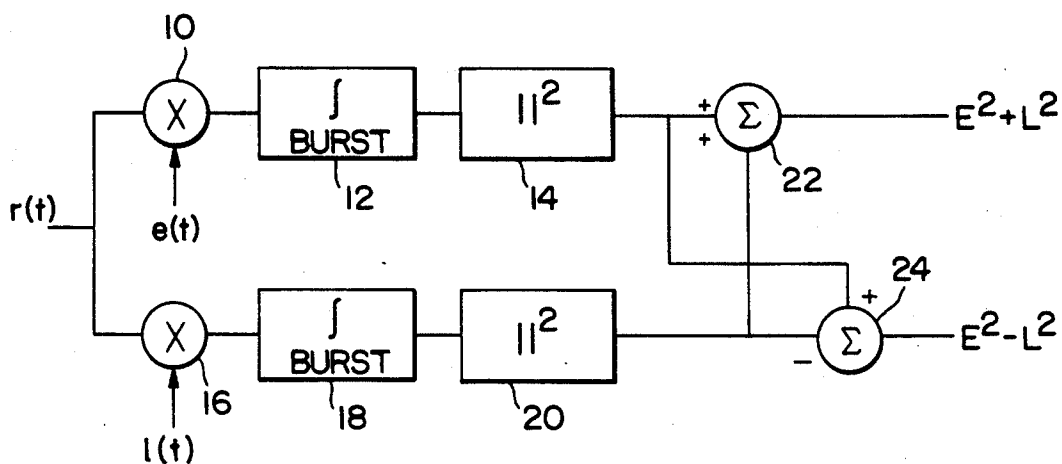 10
X
∫
BURST
12
||²
14
+
+
Σ
22
E²+L²
r(t)
e(t)
X
16
l(t)
∫
BURST
18
||²
20
+
−
Σ
24
E²-L²